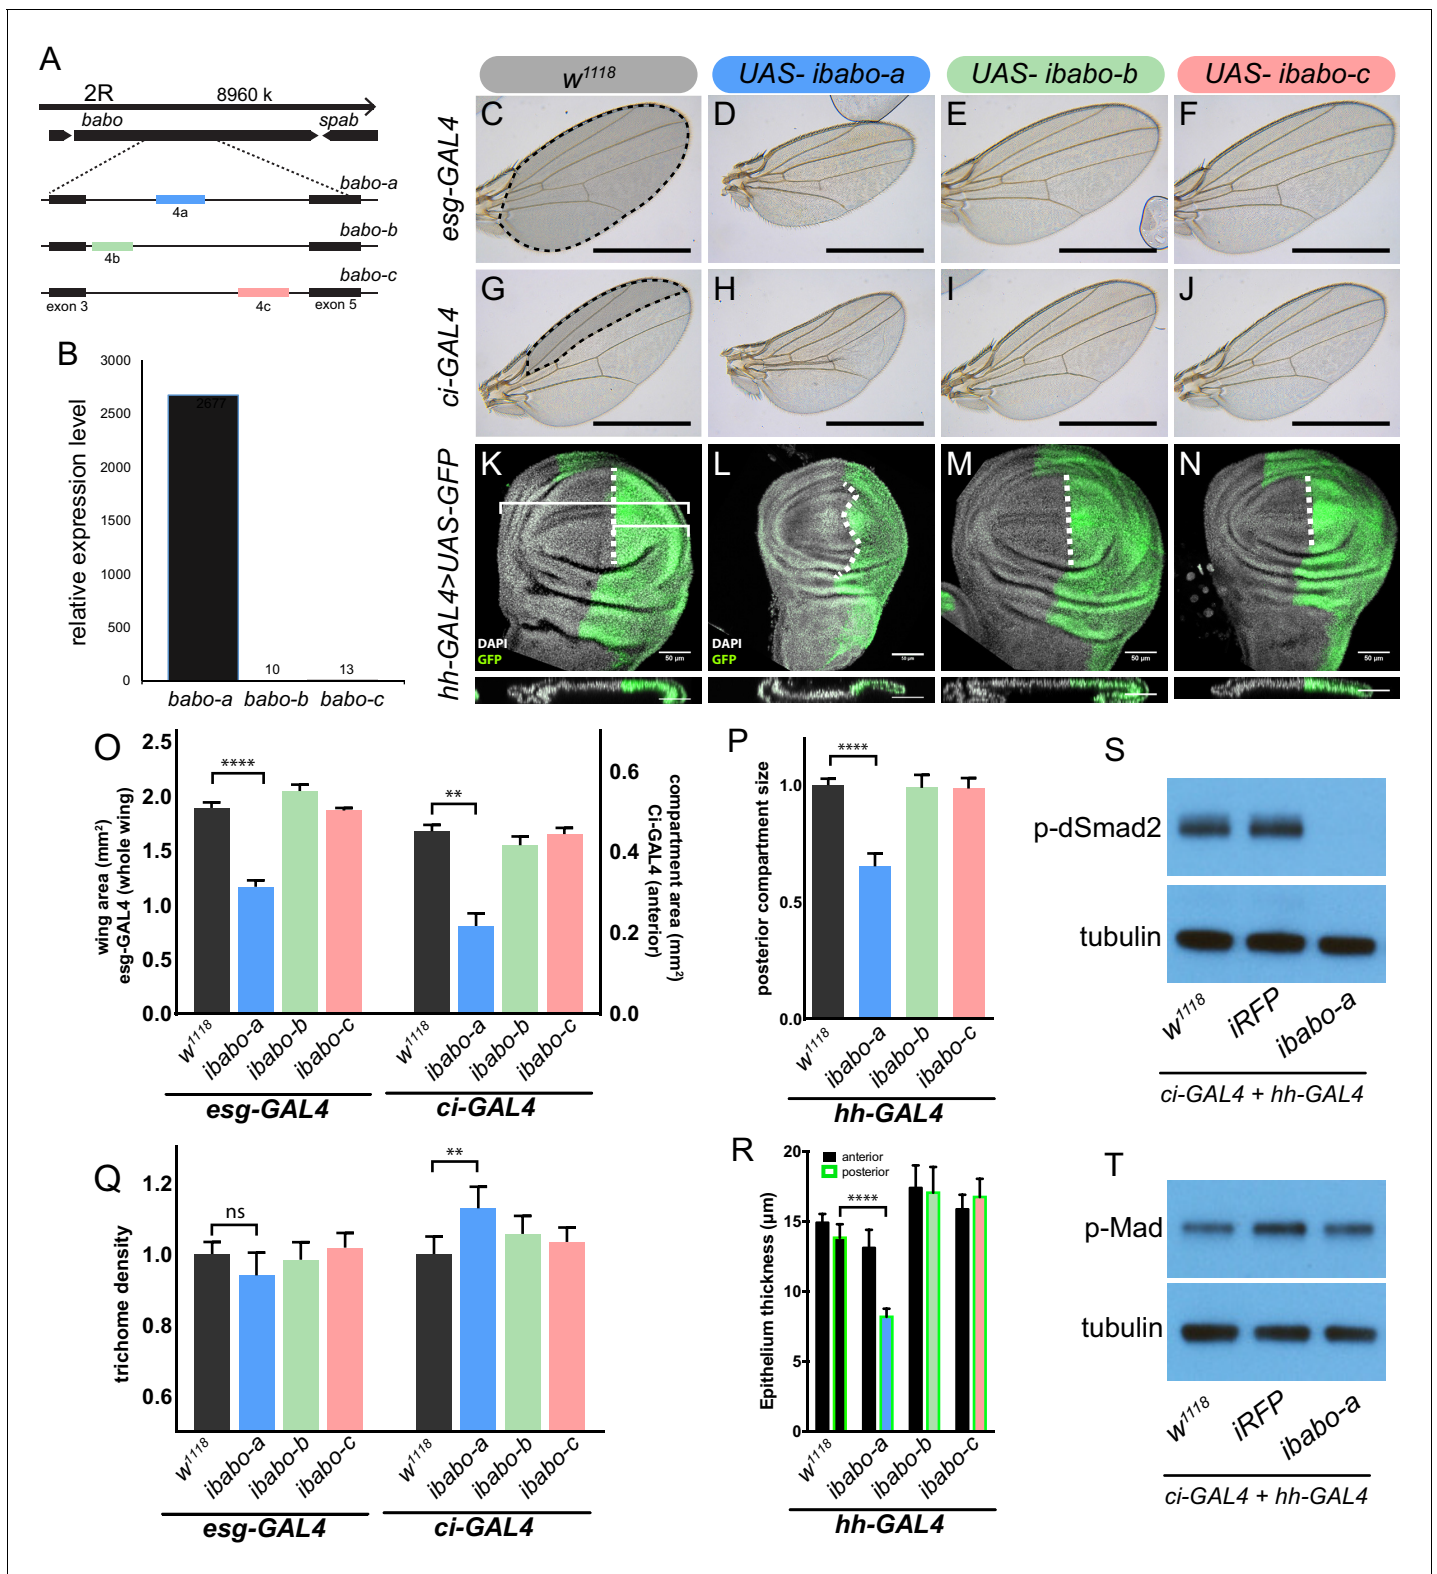 A
2R
8960 k
babo
spab
babo-a
4a
babo-b
4b
babo-c
exon 3
4c
exon 5
B
relative expression level
3000
2500
2000
1500
1000
500
0
2677
10
13
babo-a
babo-b
babo-c
w1118
UAS- ibabo-a
UAS- ibabo-b
UAS- ibabo-c
esg-GAL4
C
D
E
F
ci-GAL4
G
H
I
J
hh-GAL4>UAS-GFP
K
DAPI
GFP
50 µm
L
DAPI
GFP
50 µm
M
50 µm
N
50 µm
O
wing area (mm2)
esg-GAL4 (whole wing)
2.5
2.0
1.5
1.0
0.5
0.0
****
**
0.6
0.4
0.2
0.0
compartment area (mm2)
Ci-GAL4 (anterior)
w1118
ibabo-a
ibabo-b
ibabo-c
w1118
ibabo-a
ibabo-b
ibabo-c
esg-GAL4
ci-GAL4
P
posterior compartment size
1.0
0.5
0.0
****
w1118
ibabo-a
ibabo-b
ibabo-c
hh-GAL4
S
p-dSmad2
tubulin
w1118
iRFP
ibabo-a
ci-GAL4 + hh-GAL4
Q
trichome density
1.2
1.0
0.8
0.6
ns
**
w1118
ibabo-a
ibabo-b
ibabo-c
w1118
ibabo-a
ibabo-b
ibabo-c
esg-GAL4
ci-GAL4
R
Epithelium thickness (µm)
20
15
10
5
0
anterior
posterior
****
w1118
ibabo-a
ibabo-b
ibabo-c
hh-GAL4
T
p-Mad
tubulin
w1118
iRFP
ibabo-a
ci-GAL4 + hh-GAL4